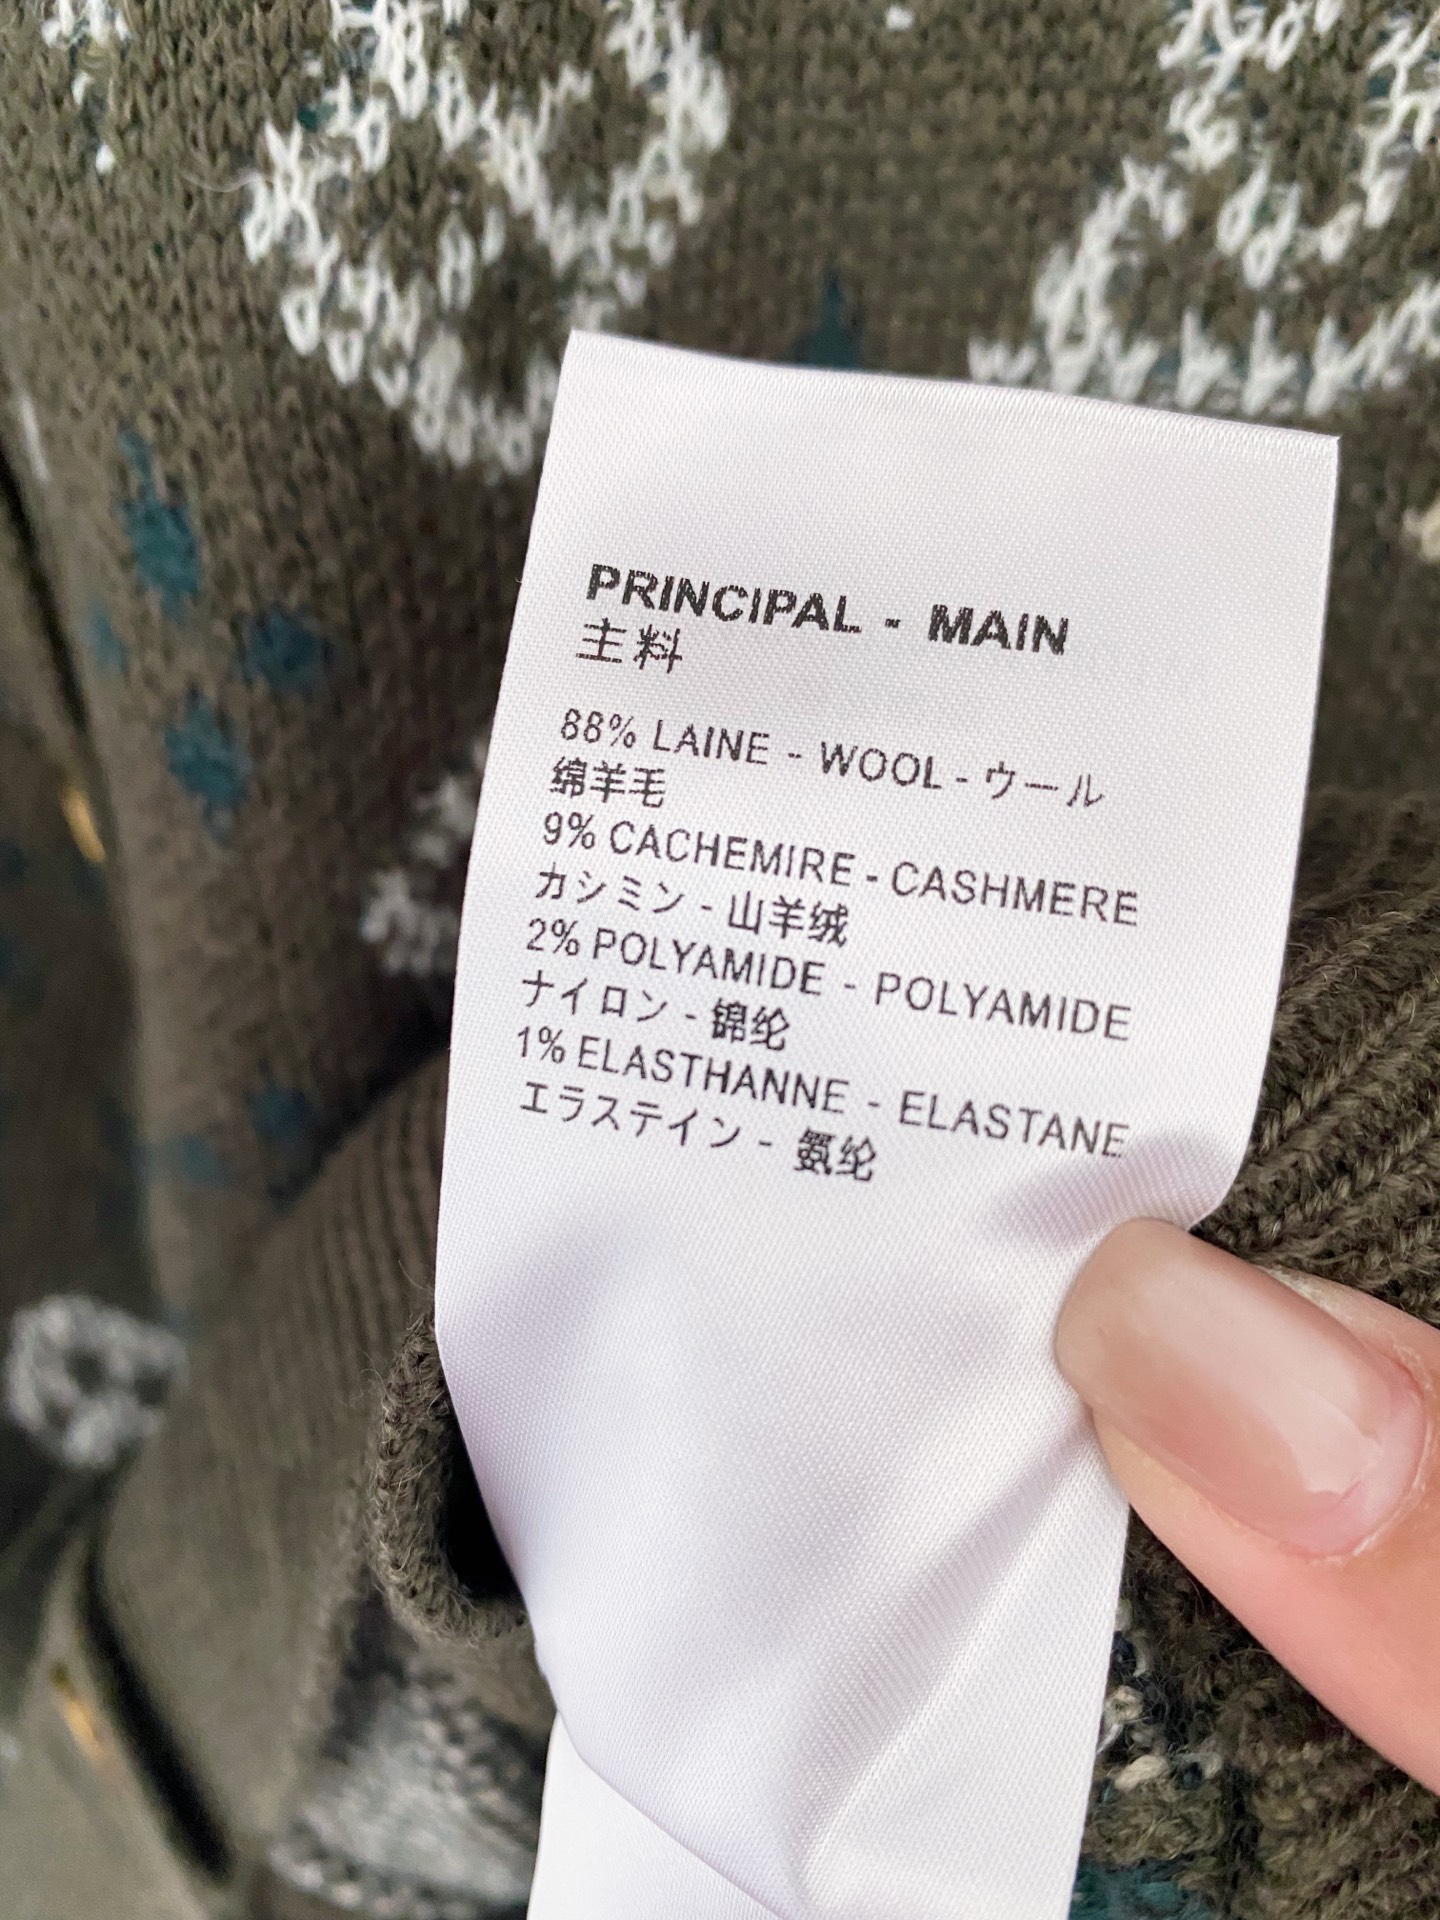 PRINCIPAL - MAIN
主料
88% LAINE - WOOL - ウール
绵羊毛
9% CACHEMIRE - CASHMERE
カシミン - 山羊绒
2% POLYAMIDE - POLYAMIDE
ナイロン - 锦纶
1% ELASTHANNE - ELASTANE
エラステイン - 氨纶